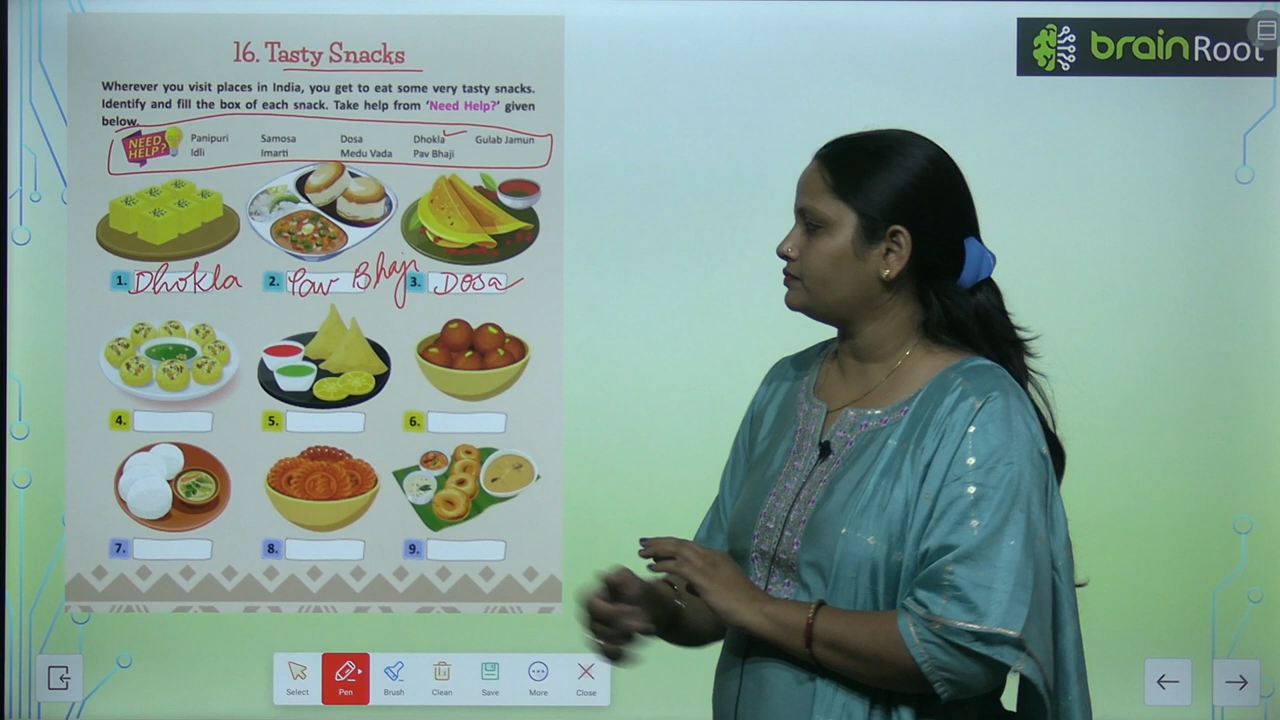 brainRoot
16. Tasty Snacks
Wherever you visit places in India, you get to eat some very tasty snacks.
Identify and fill the box of each snack. Take help from ‘Need Help?’ given
below.
NEED HELP?
Panipuri Samosa Dosa Dhokla Gulab Jamun
Idli Imarti Medu Vada Pav Bhaji
1. Dhokla 2. Pav Bhaji 3. Dosa
4. 5. 6.
7. 8. 9.
Select Pen Brush Clean Save More Close